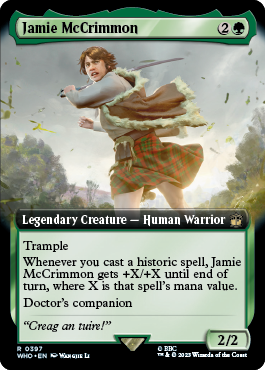 Jamie McCrimmon 2
Legendary Creature — Human Warrior
Trample
Whenever you cast a historic spell, Jamie
McCrimmon gets +X/+X until end of
turn, where X is that spell's mana value.
Doctor's companion
"Creag an tuire!"
2/2
R 0397
WHO • EN WANGJIE LI
© BBC
™ & © 2023 Wizards of the Coast